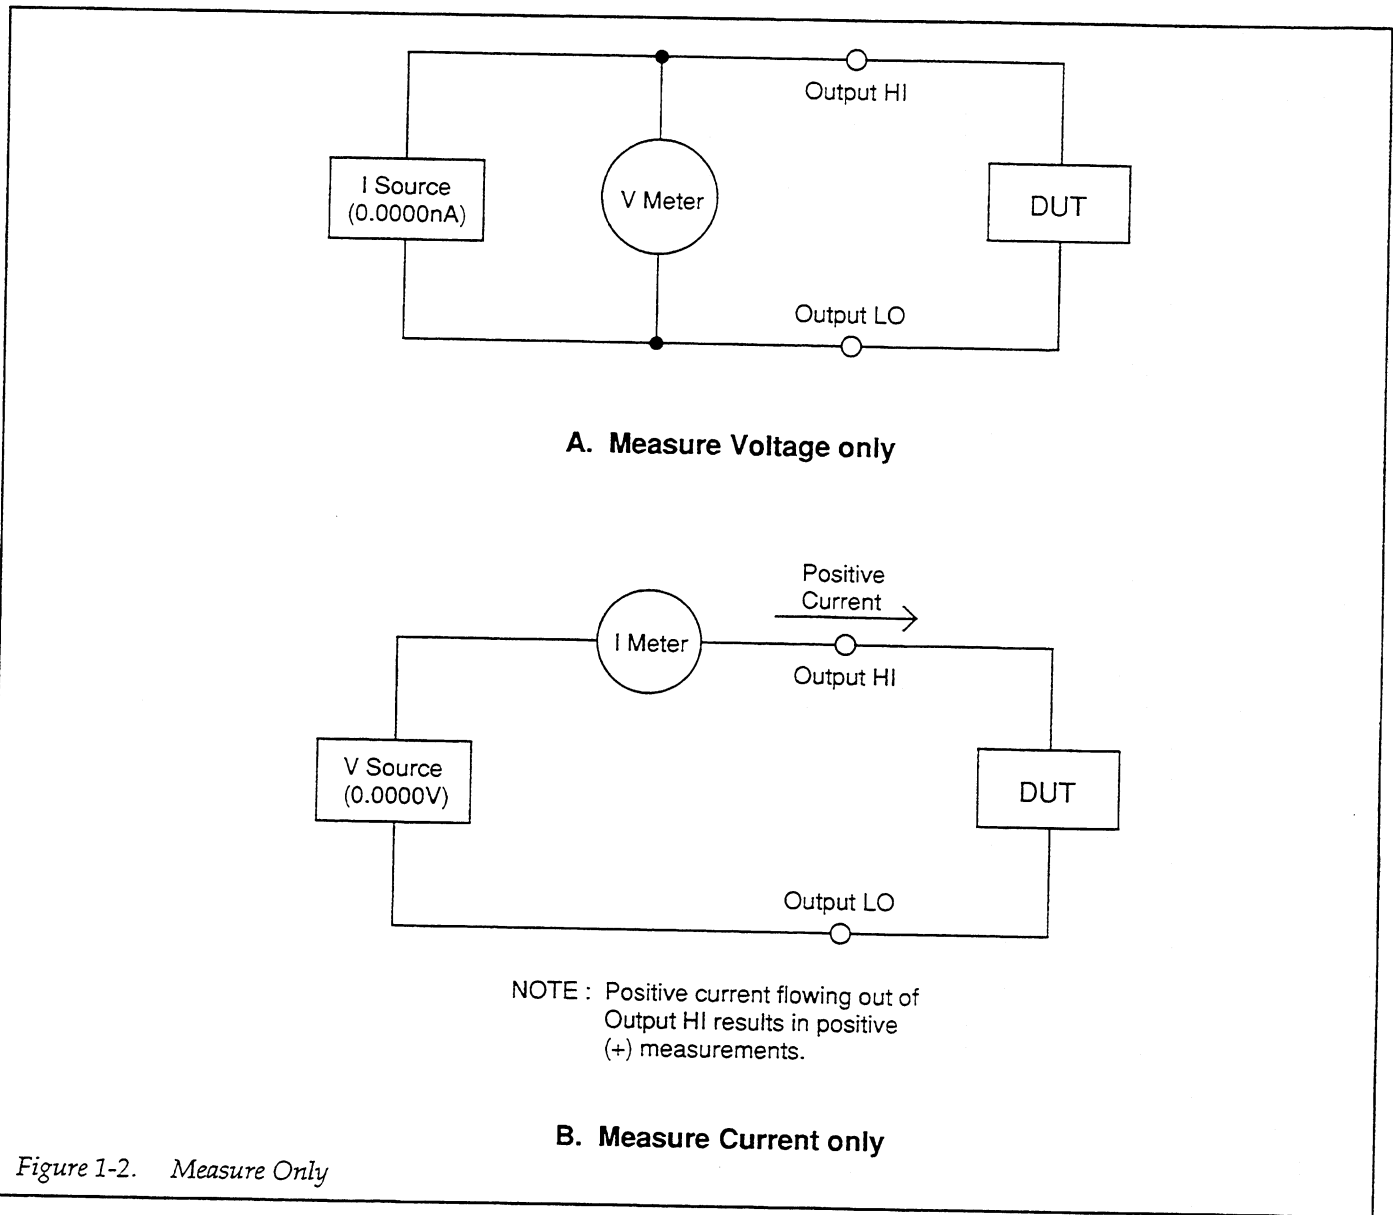 Output HI
I Source
(0.0000nA)
V Meter
DUT
Output LO
A. Measure Voltage only
Positive
Current
I Meter
Output HI
V Source
(0.0000V)
DUT
Output LO
NOTE : Positive current flowing out of
Output HI results in positive
(+) measurements.
B. Measure Current only
Figure 1-2. Measure Only